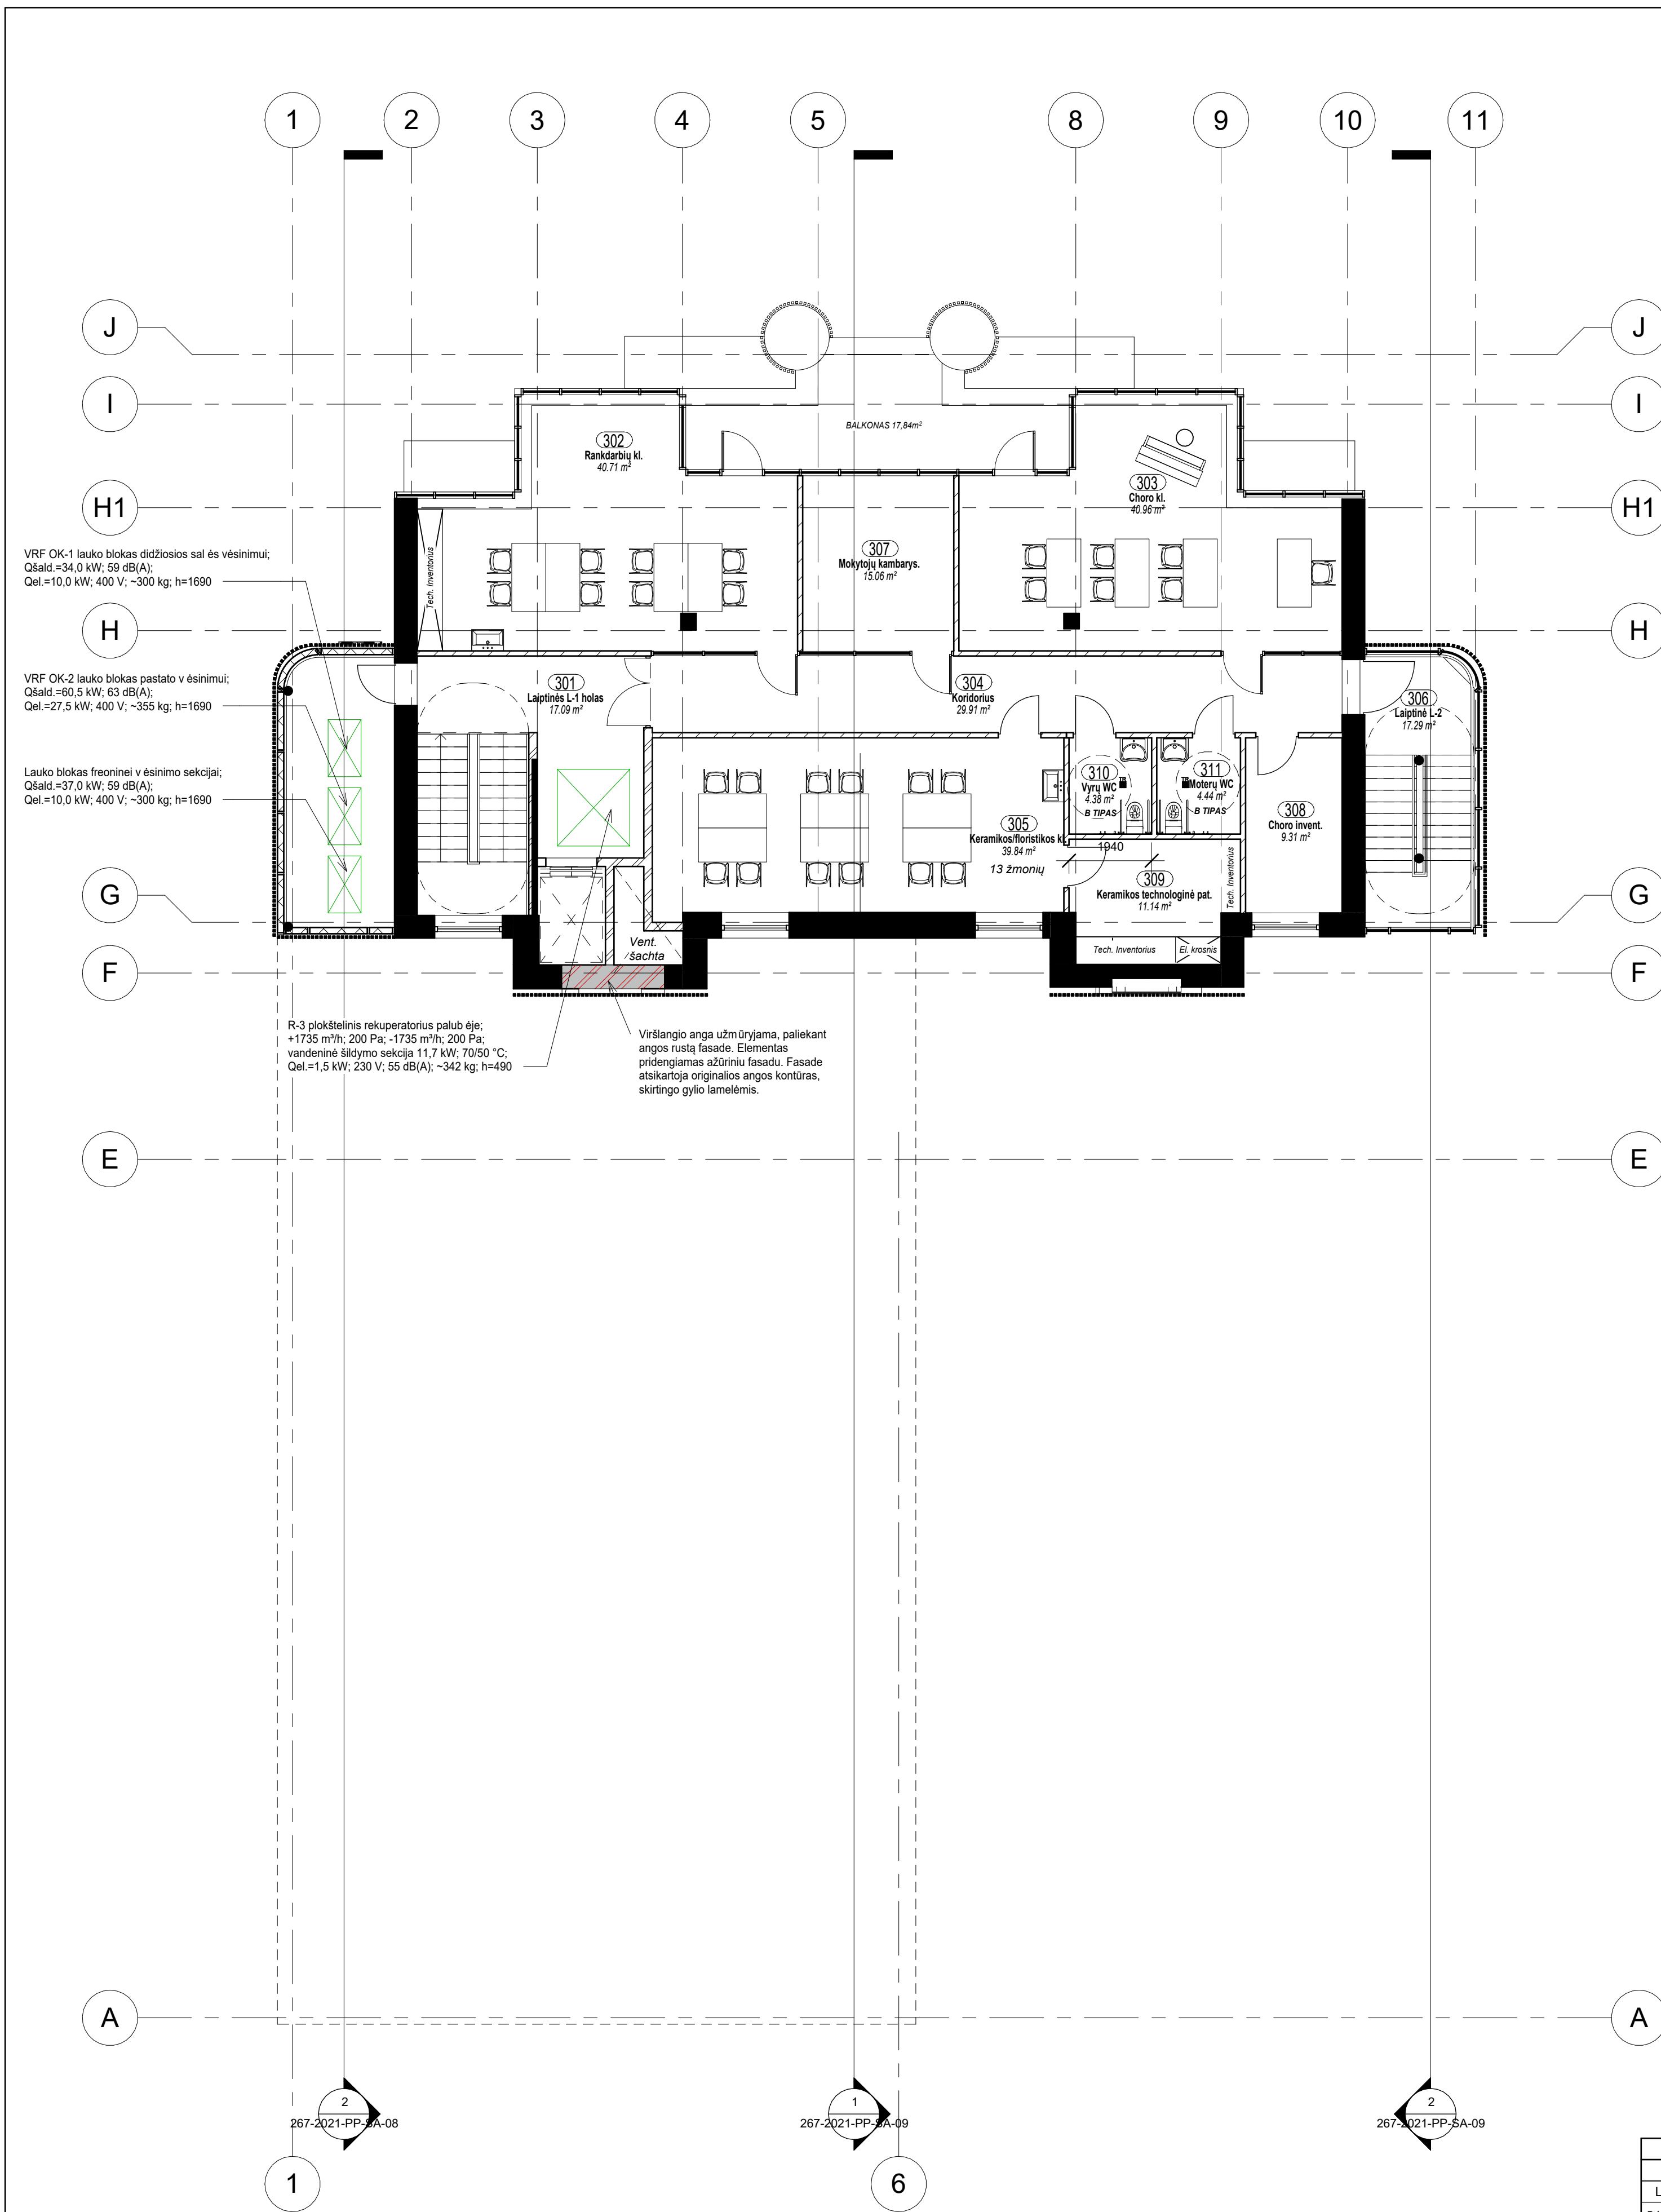 1
2
3
4
5
8
9
10
11
J
J
I
I
BALKONAS 17,84m²
302
Rankdarbių kl.
40.71 m²
303
Choro kl.
40.96 m²
H1
H1
307
Mokytojų kambarys.
15.06 m²
Tech. Inventorius
VRF OK-1 lauko blokas didžiosios sal ės vėsinimui;
Qšald.=34,0 kW; 59 dB(A);
Qel.=10,0 kW; 400 V; ~300 kg; h=1690
H
H
VRF OK-2 lauko blokas pastato v ėsinimui;
Qšald.=60,5 kW; 63 dB(A);
Qel.=27,5 kW; 400 V; ~355 kg; h=1690
301
Laiptinės L-1 holas
17.09 m²
304
Koridorius
29.91 m²
306
Laiptinė L-2
17.29 m²
Lauko blokas freoninei v ėsinimo sekcijai;
Qšald.=37,0 kW; 59 dB(A);
Qel.=10,0 kW; 400 V; ~300 kg; h=1690
310
Vyrų WC
4.38 m²
B TIPAS
311
Moterų WC
4.44 m²
B TIPAS
308
Choro invent.
9.31 m²
305
Keramikos/floristikos kl.
39.84 m²
13 žmonių
1940
309
Keramikos technologinė pat.
11.14 m²
Tech. Inventorius
G
G
Vent.
šachta
Tech. Inventorius
El. krosnis
F
F
R-3 plokštelinis rekuperatorius palub ėje;
+1735 m³/h; 200 Pa; -1735 m³/h; 200 Pa;
vandeninė šildymo sekcija 11,7 kW; 70/50 °C;
Qel.=1,5 kW; 230 V; 55 dB(A); ~342 kg; h=490
Viršlangio anga užmūryjama, paliekant
angos rustą fasade. Elementas
pridengiamas ažūriniu fasadu. Fasade
atsikartoja originalios angos kontūras,
skirtingo gylio lamelėmis.
E
E
A
A
2
267-2021-PP-SA-08
1
267-2021-PP-SA-09
2
267-2021-PP-SA-09
1
6
L